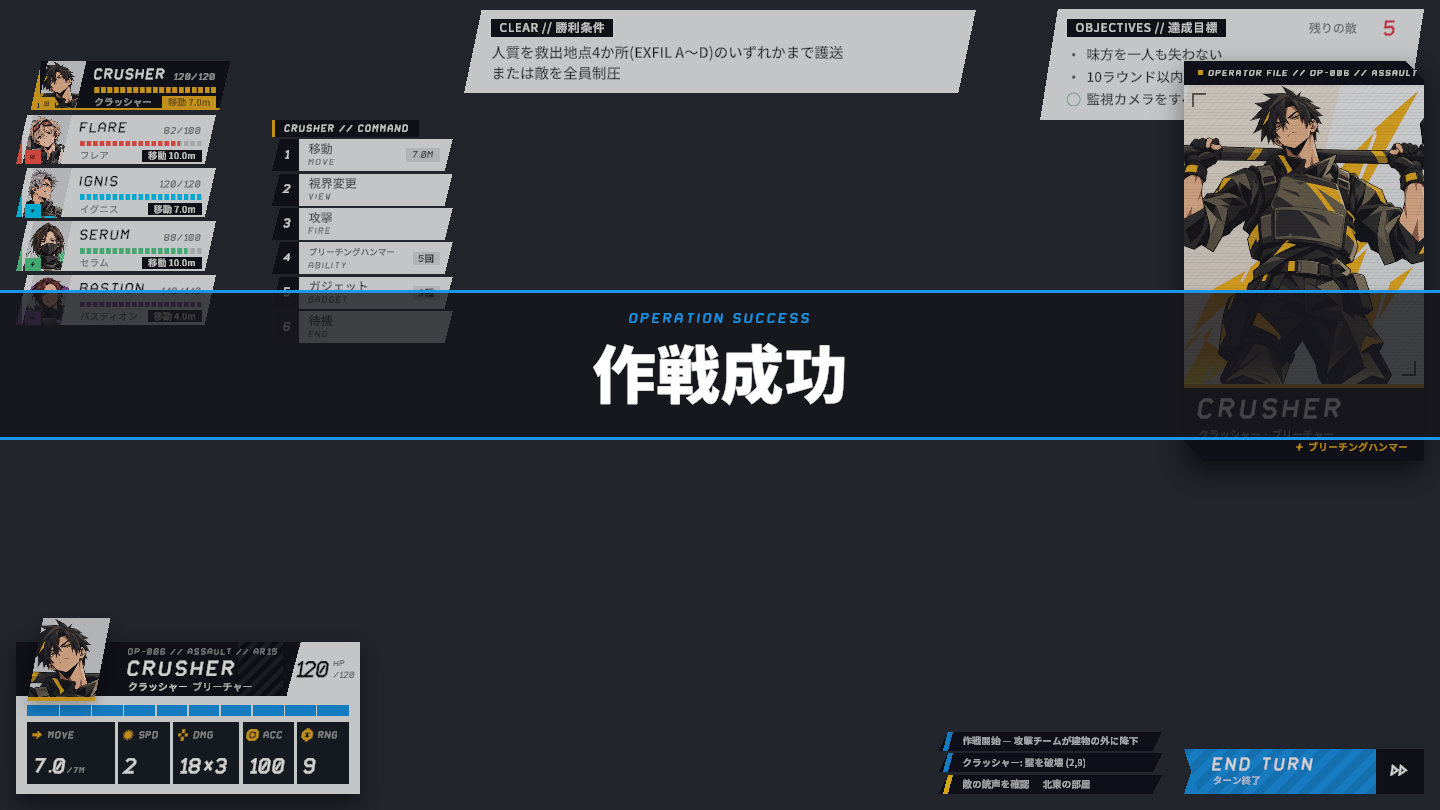 CLEAR // 勝利条件
人質を救出地点4か所(EXFIL A〜D)のいずれかまで護送
または敵を全員制圧
OBJECTIVES // 達成目標
残りの敵 5
・ 味方を一人も失わない
・ 10ラウンド以内
〇 監視カメラをす
CRUSHER 120/120
クラッシャー 移動 7.0m
FLARE 82/100
フレア 移動 10.0m
IGNIS 120/120
イグニス 移動 7.0m
SERUM 88/100
セラム 移動 10.0m
BASTION 140/140
バスティオン 移動 4.0m
CRUSHER // COMMAND
1 移動 7.0M
MOVE
2 視界変更
VIEW
3 攻撃
FIRE
4 ブリーチングハンマー 5回
ABILITY
5 ガジェット
GADGET
6 待機
END
OPERATOR FILE // OP-006 // ASSAULT
CRUSHER
クラッシャー・ブリーチャー
ブリーチングハンマー
OPERATION SUCCESS
作戦成功
OP-006 // ASSAULT // AR15
CRUSHER
クラッシャー ブリーチャー
120 HP /120
MOVE 7.0/7M
SPD 2
DMG 18×3
ACC 100
RNG 9
作戦開始 — 攻撃チームが建物の外に降下
クラッシャー: 壁を破壊 (2,9)
敵の銃声を確認 北東の部屋
END TURN
ターン終了